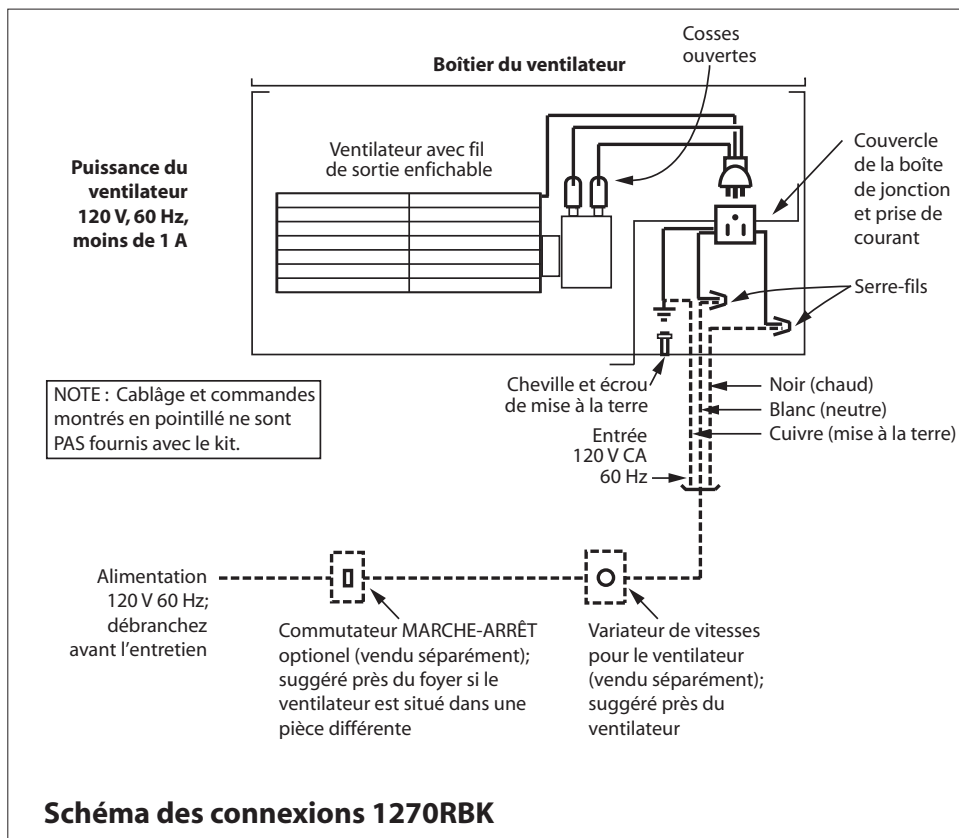 Cosses
ouvertes
Boîtier du ventilateur
Puissance du
ventilateur
120 V, 60 Hz,
moins de 1 A
Ventilateur avec fil
de sortie enfichable
Couvercle
de la boîte
de jonction
et prise de
courant
Serre-fils
NOTE : Cablâge et commandes
montrés en pointillé ne sont
PAS fournis avec le kit.
Cheville et écrou
de mise à la terre
Noir (chaud)
Blanc (neutre)
Cuivre (mise à la terre)
Entrée
120 V CA
60 Hz
Alimentation
120 V 60 Hz;
débranchez
avant l'entretien
Commutateur MARCHE-ARRÊT
optionel (vendu séparément);
suggéré près du foyer si le
ventilateur est situé dans une
pièce différente
Variateur de vitesses
pour le ventilateur
(vendu séparément);
suggéré près du
ventilateur
Schéma des connexions 1270RBK